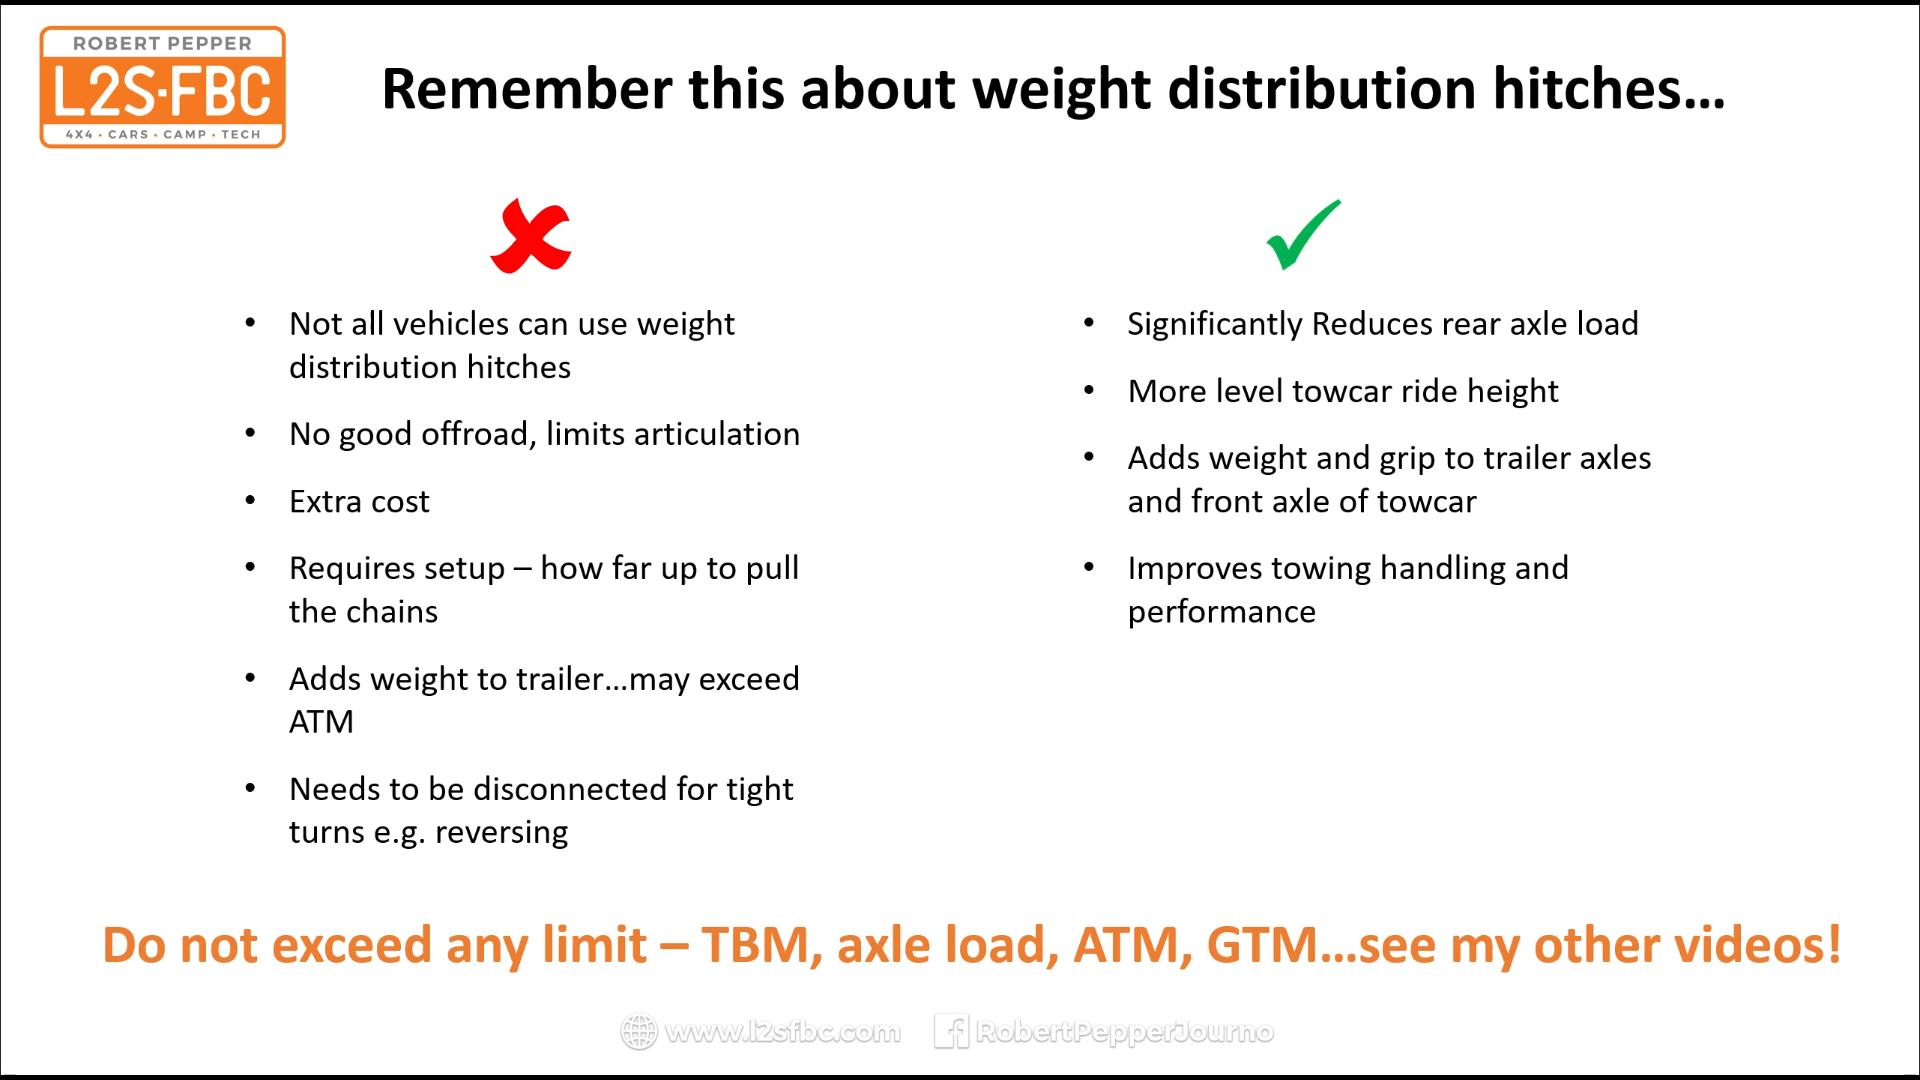 ROBERT PEPPER
L2S·FBC
4X4 • CARS • CAMP • TECH
Remember this about weight distribution hitches...
• Not all vehicles can use weight
distribution hitches
• No good offroad, limits articulation
• Extra cost
• Requires setup – how far up to pull
the chains
• Adds weight to trailer...may exceed
ATM
• Needs to be disconnected for tight
turns e.g. reversing
• Significantly Reduces rear axle load
• More level towcar ride height
• Adds weight and grip to trailer axles
and front axle of towcar
• Improves towing handling and
performance
Do not exceed any limit – TBM, axle load, ATM, GTM...see my other videos!
www.l2sfbc.com RobertPepperJourno